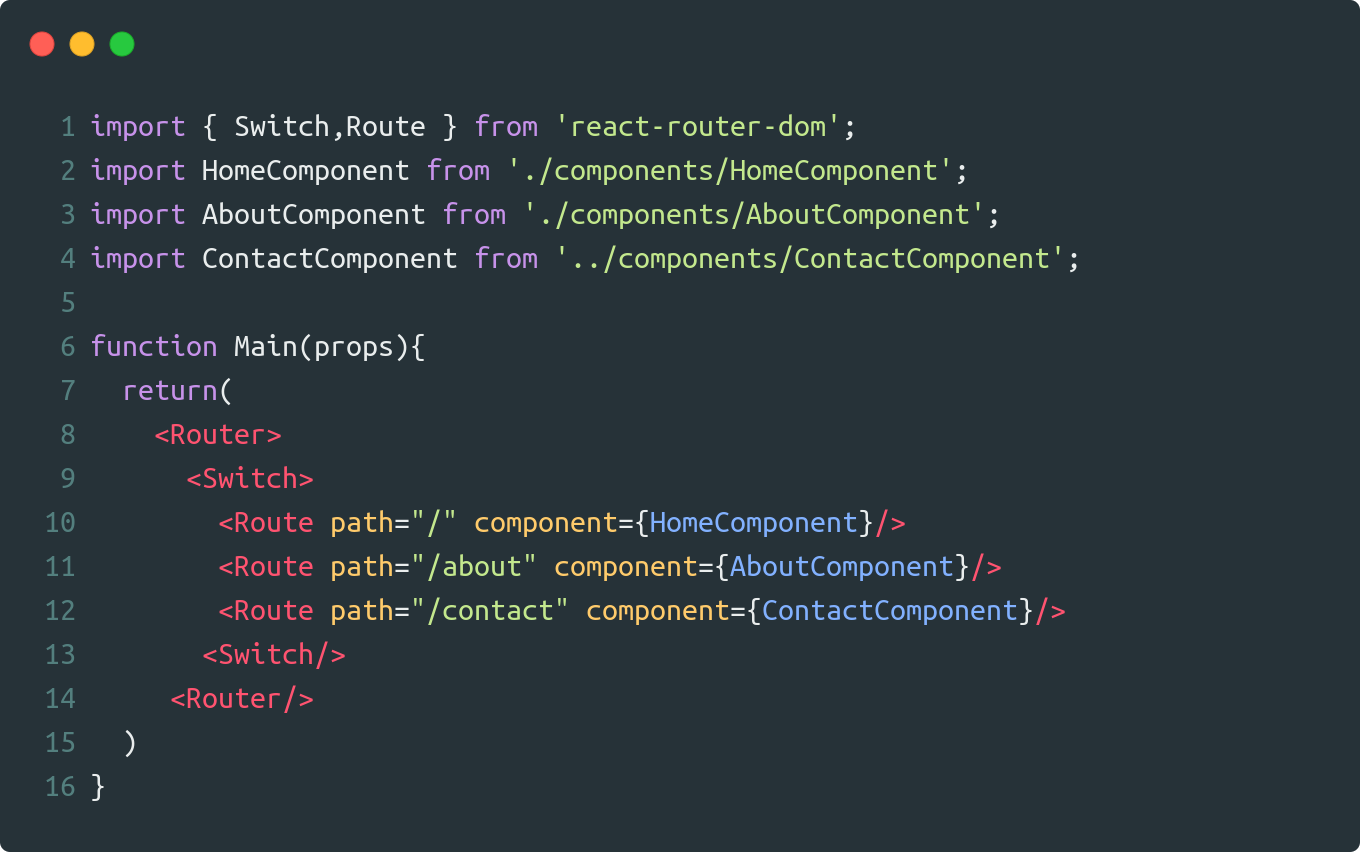 1 import { Switch,Route } from 'react-router-dom';
2 import HomeComponent from './components/HomeComponent';
3 import AboutComponent from './components/AboutComponent';
4 import ContactComponent from '../components/ContactComponent';
5
6 function Main(props){
7   return(
8     <Router>
9       <Switch>
10         <Route path="/" component={HomeComponent}/>
11         <Route path="/about" component={AboutComponent}/>
12         <Route path="/contact" component={ContactComponent}/>
13        <Switch/>
14      <Router/>
15   )
16 }